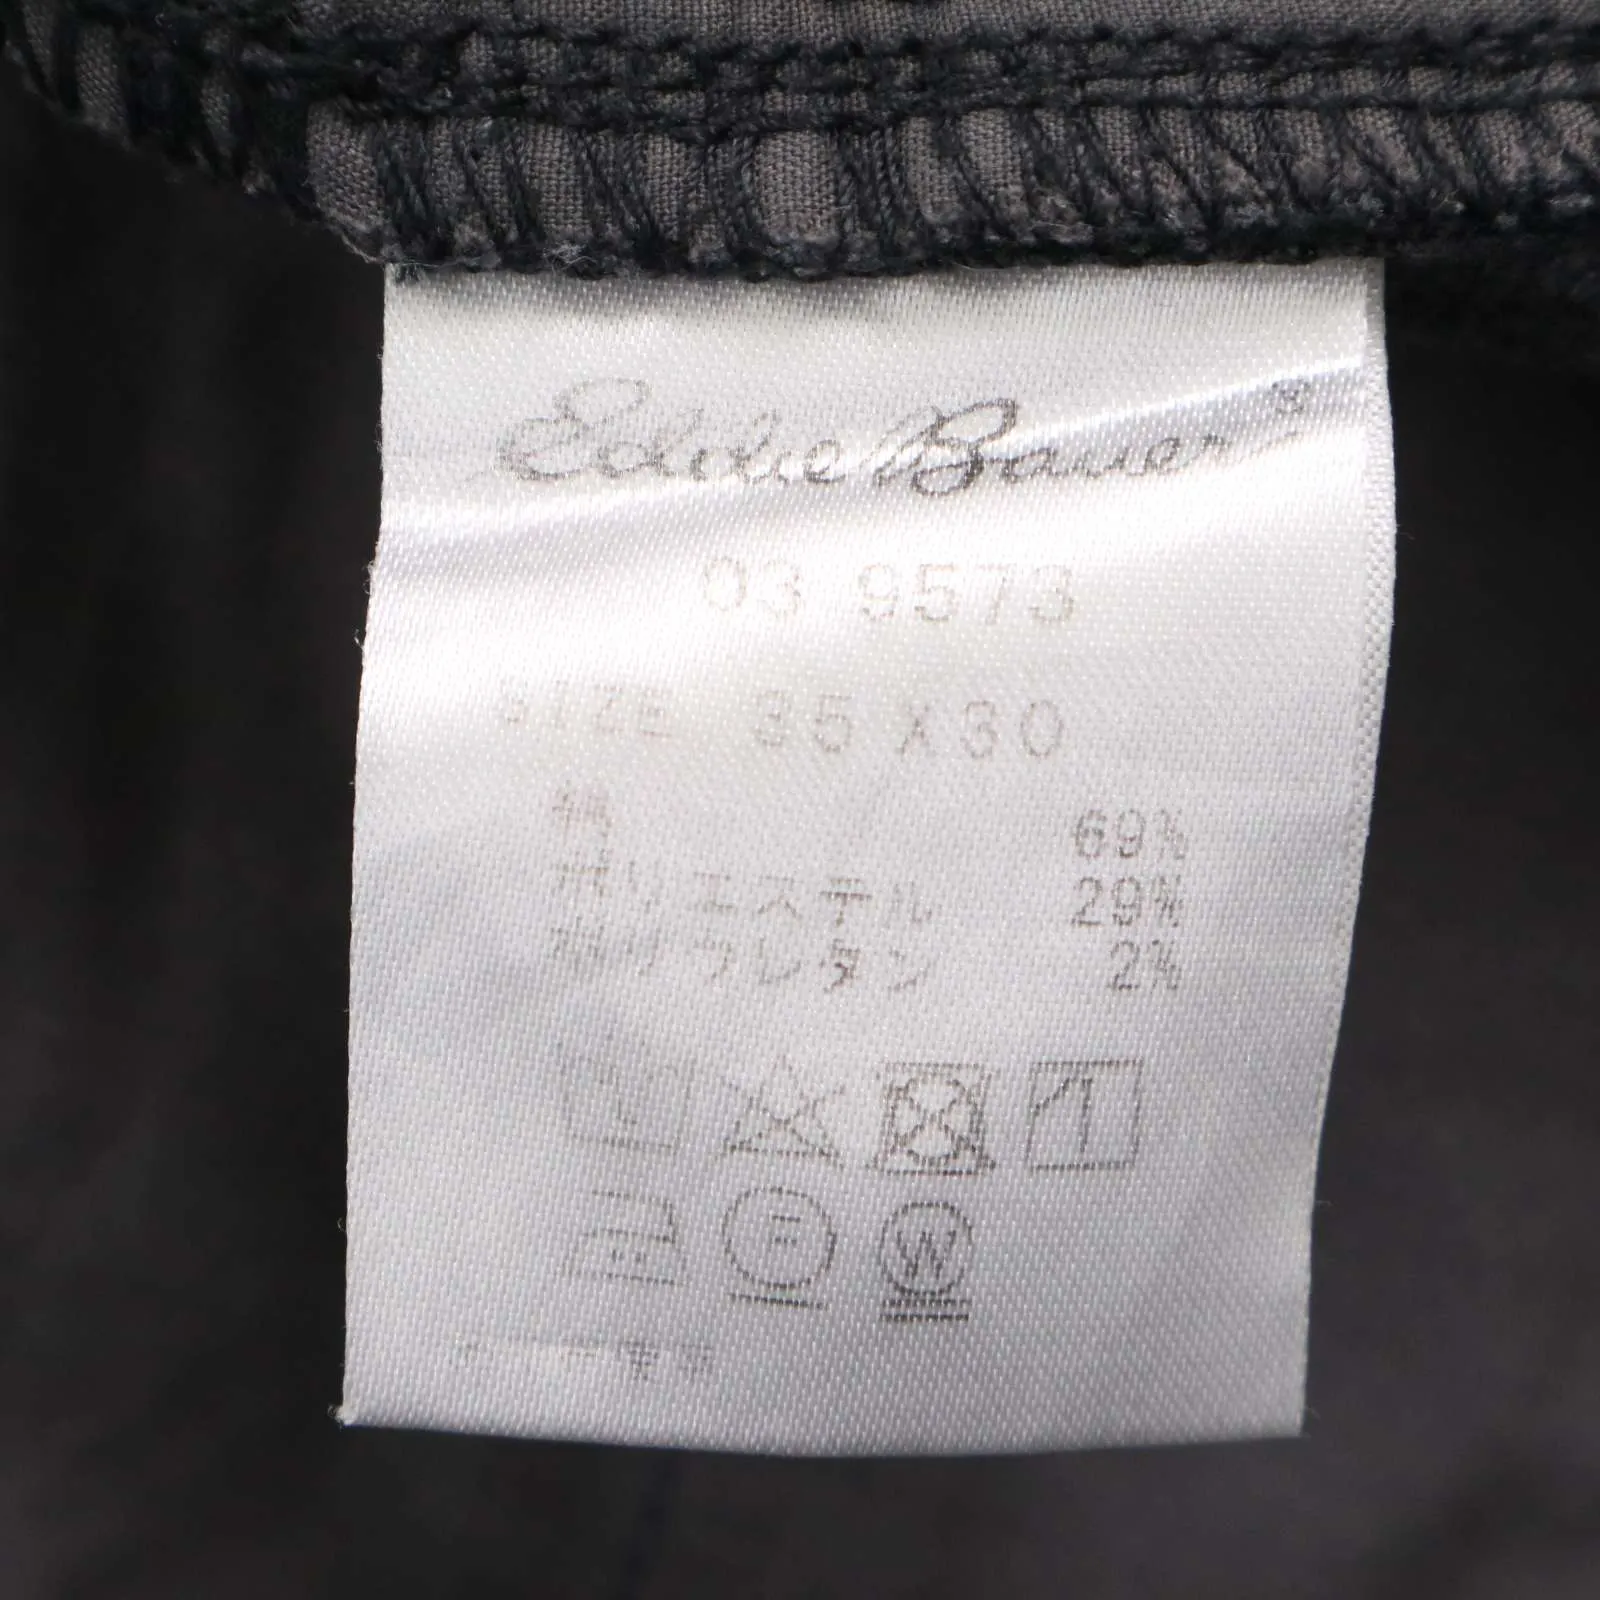 Eddie Bauer
03 9573
SIZE 35 X 30
綿 69%
ポリエステル 29%
ポリウレタン 2%